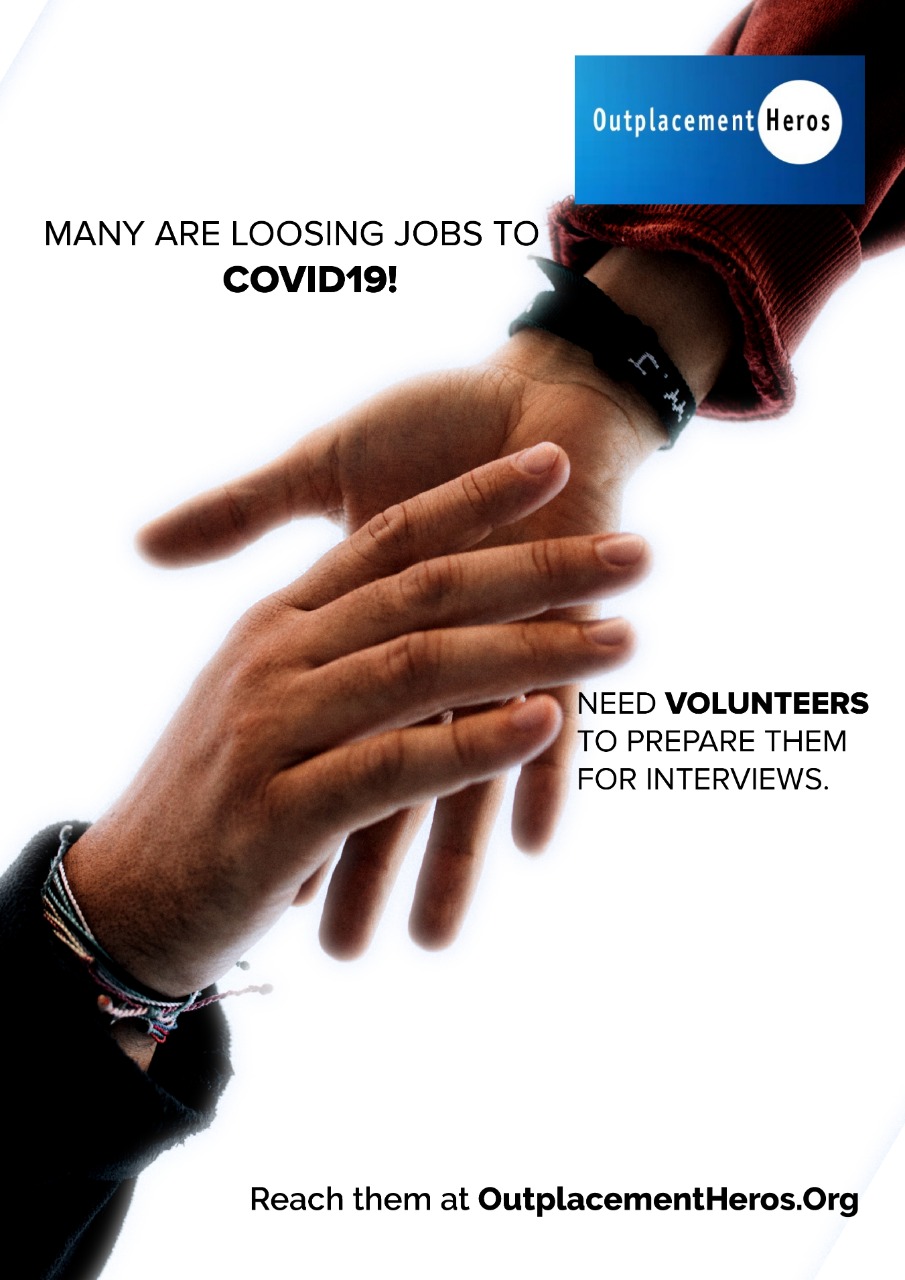 Outplacement Heros
MANY ARE LOOSING JOBS TO
COVID19!
NEED VOLUNTEERS
TO PREPARE THEM
FOR INTERVIEWS.
Reach them at OutplacementHeros.Org